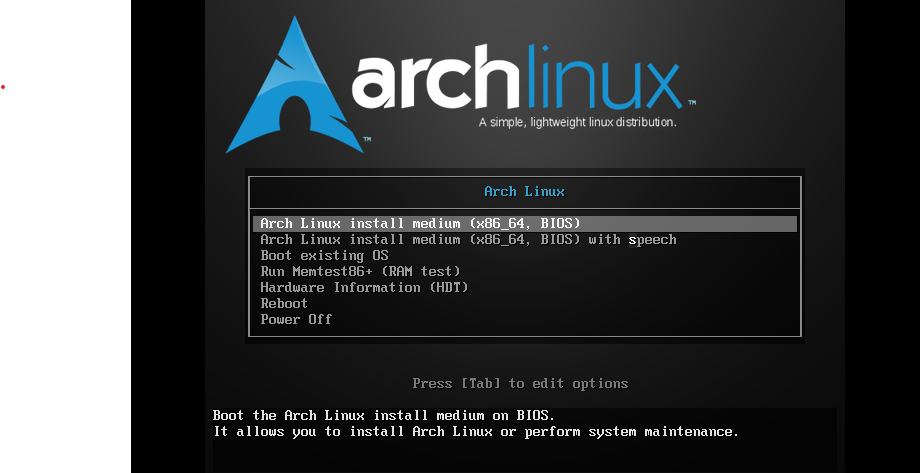 archlinux™
A simple, lightweight linux distribution.
™
Arch Linux
Arch Linux install medium (x86_64, BIOS)
Arch Linux install medium (x86_64, BIOS) with speech
Boot existing OS
Run Memtest86+ (RAM test)
Hardware Information (HDT)
Reboot
Power Off
Press [Tab] to edit options
Boot the Arch Linux install medium on BIOS.
It allows you to install Arch Linux or perform system maintenance.